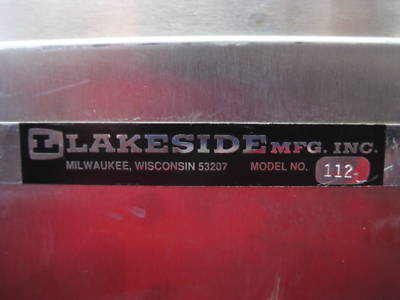 L LAKESIDE MFG. INC.
MILWAUKEE, WISCONSIN 53207 MODEL NO. 112